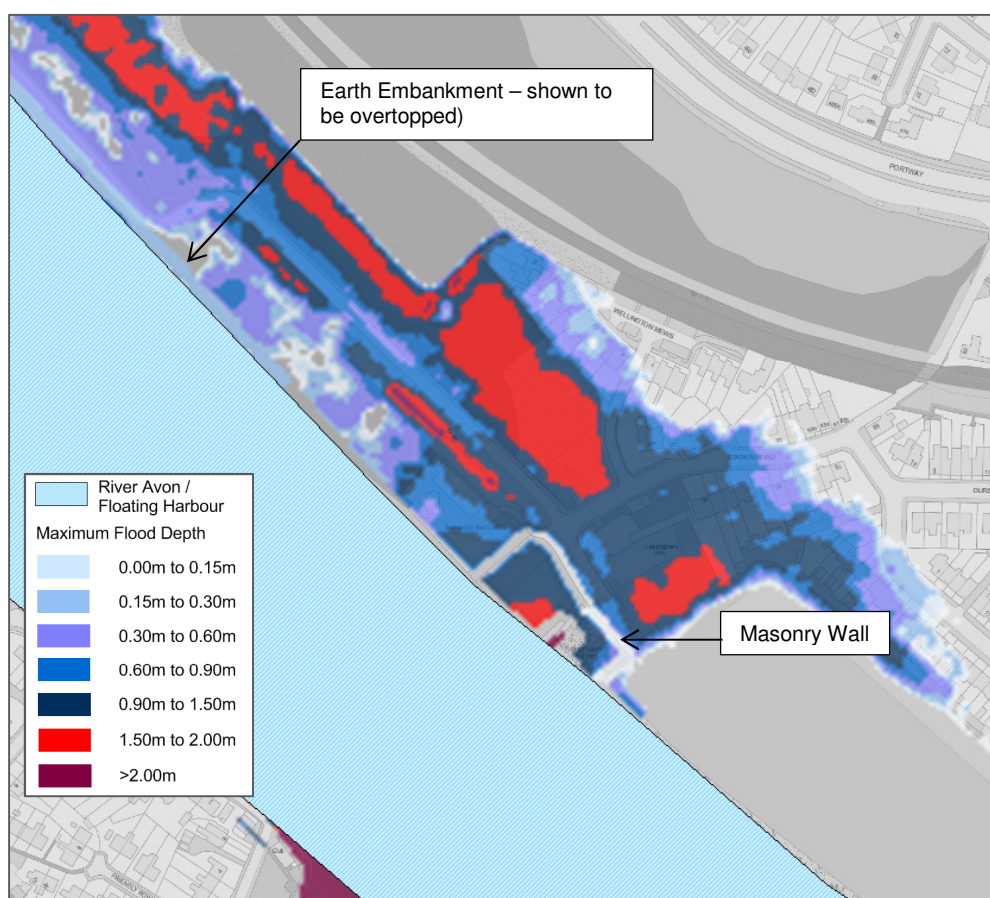 Earth Embankment – shown to
be overtopped)
PORTWAY
WELLINGTON MEWS
STATION ROAD
Masonry Wall
River Avon /
Floating Harbour
Maximum Flood Depth
0.00m to 0.15m
0.15m to 0.30m
0.30m to 0.60m
0.60m to 0.90m
0.90m to 1.50m
1.50m to 2.00m
>2.00m
Club